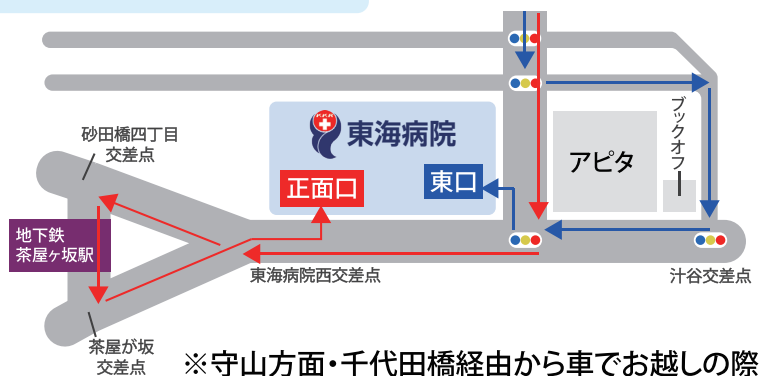 砂田橋四丁目
交差点
東海病院
ブックオフ
アピタ
正面口
東口
地下鉄
茶屋ヶ坂駅
東海病院西交差点
汁谷交差点
茶屋が坂
交差点
※守山方面・千代田橋経由から車でお越しの際